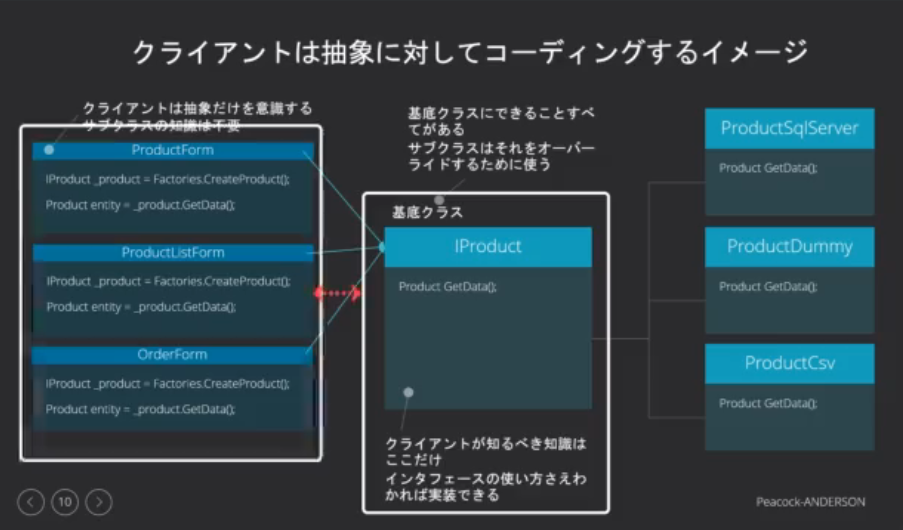 クライアントは抽象に対してコーディングするイメージ
クライアントは抽象だけを意識する
サブクラスの知識は不要
ProductForm
IProduct _product = Factories.CreateProduct();
Product entity = _product.GetData();
ProductListForm
IProduct _product = Factories.CreateProduct();
Product entity = _product.GetData();
OrderForm
IProduct _product = Factories.CreateProduct();
Product entity = _product.GetData();
基底クラスにできることすべ
てがある
サブクラスはそれをオーバー
ライドするために使う
基底クラス
IProduct
Product GetData();
クライアントが知るべき知識は
ここだけ
インタフェースの使い方さえわ
かれば実装できる
ProductSqlServer
Product GetData();
ProductDummy
Product GetData();
ProductCsv
Product GetData();
10
Peacock-ANDERSON